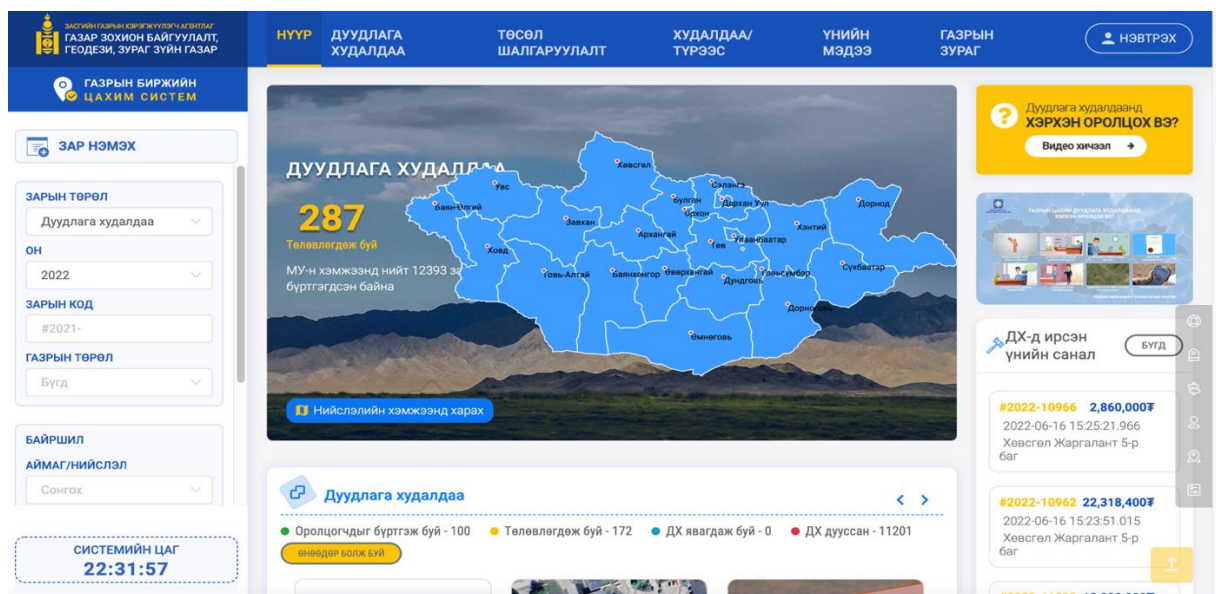 ЗАСГИЙН ГАЗРЫН ХЭРЭГЖҮҮЛЭГЧ АГЕНТЛАГ
ГАЗАР ЗОХИОН БАЙГУУЛАЛТ,
ГЕОДЕЗИ, ЗУРАГ ЗҮЙН ГАЗАР
НҮҮР
ДУУДЛАГА
ХУДАЛДАА
ТӨСӨЛ
ШАЛГАРУУЛАЛТ
ХУДАЛДАА/
ТҮРЭЭС
ҮНИЙН
МЭДЭЭ
ГАЗРЫН
ЗУРАГ
НЭВТРЭХ
ГАЗРЫН БИРЖИЙН
ЦАХИМ СИСТЕМ
ЗАР НЭМЭХ
ЗАРЫН ТӨРӨЛ
Дуудлага худалдаа
ОН
2022
ЗАРЫН КОД
#2021-
ГАЗРЫН ТӨРӨЛ
Бүгд
БАЙРШИЛ
АЙМАГ/НИЙСЛЭЛ
Сонгох
СИСТЕМИЙН ЦАГ
22:31:57
ДУУДЛАГА ХУДАЛДАА
287
Төлөвлөгдөж буй
МУ-н хэмжээнд нийт 12393 за
бүртгэгдсэн байна
Хөвсгөл
Увс
Сэлэнгэ
Баян-Өлгий
Булган
Дархан Уул
Дорнод
Орхон
Завхан
Хэнтий
Архангай
Улаанбаатар
Төв
Ховд
Сүхбаатар
Говь-Алтай
Баянхонгор
Өвөрхангай
Говьсүмбэр
Дундговь
Дорноговь
Өмнөговь
Нийслэлийн хэмжээнд харах
Дуудлага худалдаа
< >
Оролцогчдыг бүртгэж буй - 100
Төлөвлөгдөж буй - 172
ДХ явагдаж буй - 0
ДХ дууссан - 11201
ӨНӨӨДӨР БОЛЖ БУЙ
Дуудлага худалдаанд
ХЭРХЭН ОРОЛЦОХ ВЭ?
Видео хичээл
ДХ-д ирсэн
үнийн санал
БҮГД
#2022-10966 2,860,000₮
2022-06-16 15:25:21.966
Хөвсгөл Жаргалант 5-р
баг
#2022-10962 22,318,400₮
2022-06-16 15:23:51.015
Хөвсгөл Жаргалант 5-р
баг